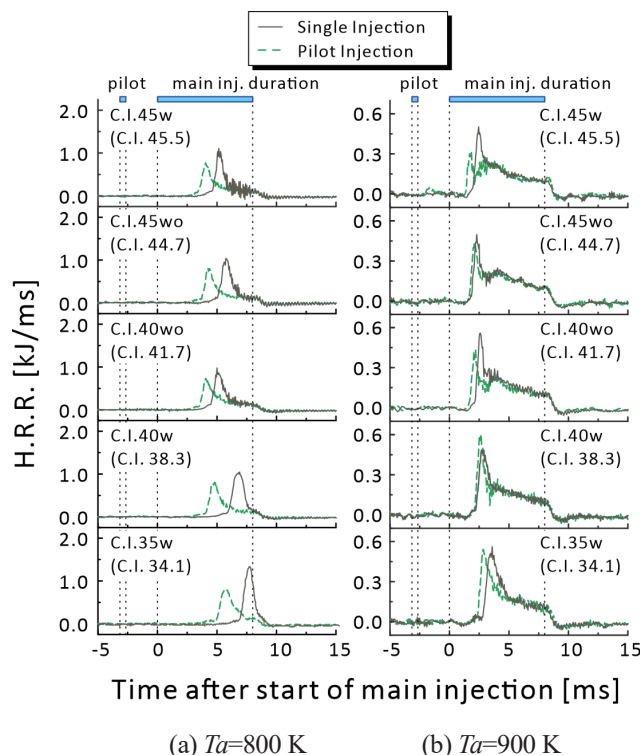 Single Injection
Pilot Injection
pilot main inj. duration pilot main inj. duration
2.0 C.I.45w 0.6 C.I.45w
(C.I. 45.5) (C.I. 45.5)
1.0 0.3
0.0 0.0
2.0 C.I.45wo 0.6 C.I.45wo
(C.I. 44.7) (C.I. 44.7)
1.0 0.3
0.0 0.0
2.0 C.I.40wo 0.6 C.I.40wo
(C.I. 41.7) (C.I. 41.7)
1.0 0.3
0.0 0.0
2.0 C.I.40w 0.6 C.I.40w
(C.I. 38.3) (C.I. 38.3)
1.0 0.3
0.0 0.0
2.0 C.I.35w 0.6 C.I.35w
(C.I. 34.1) (C.I. 34.1)
1.0 0.3
0.0 0.0
-5 0 5 10 15 -5 0 5 10 15
H.R.R. [kJ/ms]
Time after start of main injection [ms]
(a) Ta=800 K (b) Ta=900 K